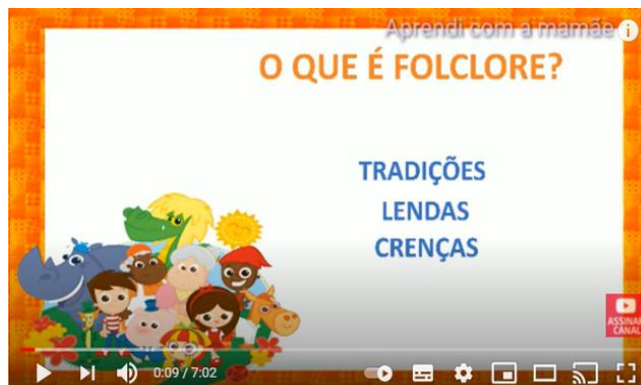 Aprendi com a mamãe
O QUE É FOLCLORE?
TRADIÇÕES
LENDAS
CRENÇAS
ASSINAR
CANAL
0:09 / 7:02